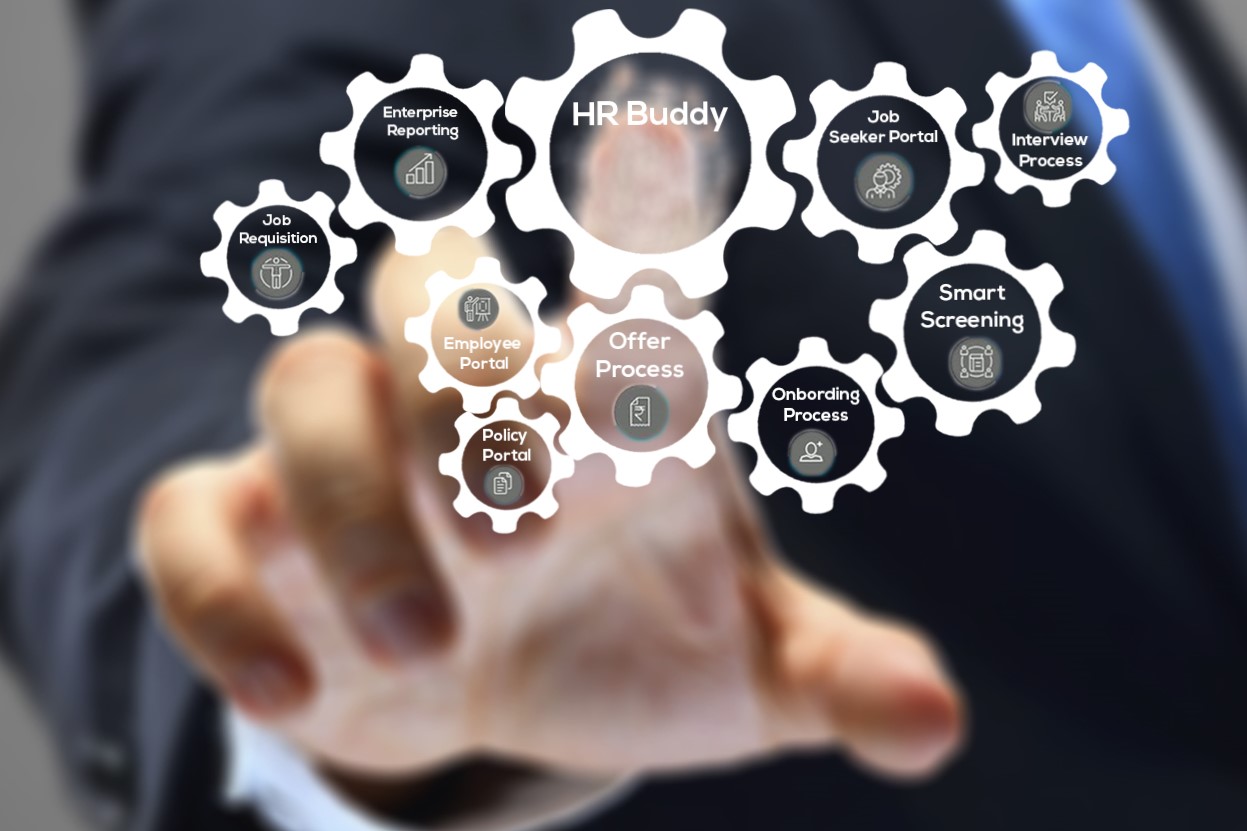 HR Buddy
Enterprise
Reporting
Job
Seeker Portal
Interview
Process
Job
Requisition
Smart
Screening
Employee
Portal
Offer
Process
Onbording
Process
Policy
Portal